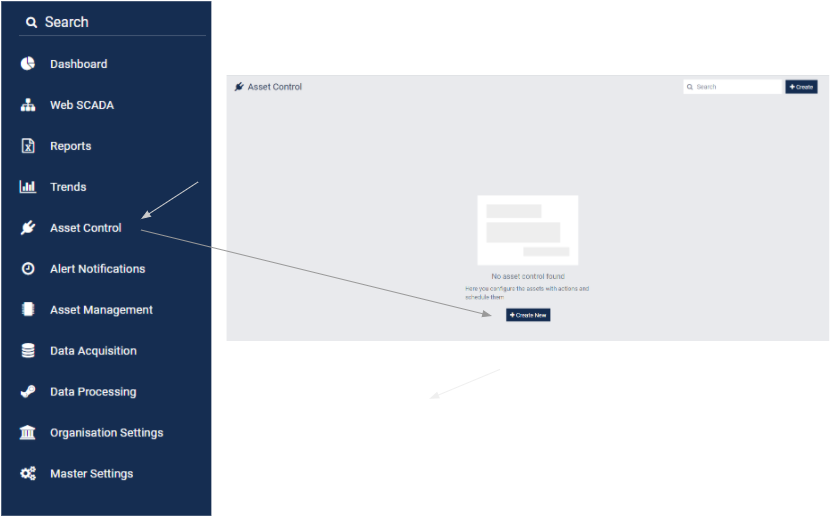 Search
Dashboard
Web SCADA
Reports
Trends
Asset Control
Alert Notifications
Asset Management
Data Acquisition
Data Processing
Organisation Settings
Master Settings
Asset Control
Search
+ Create
No asset control found
Here you configure the assets with actions and
schedule them
+ Create New